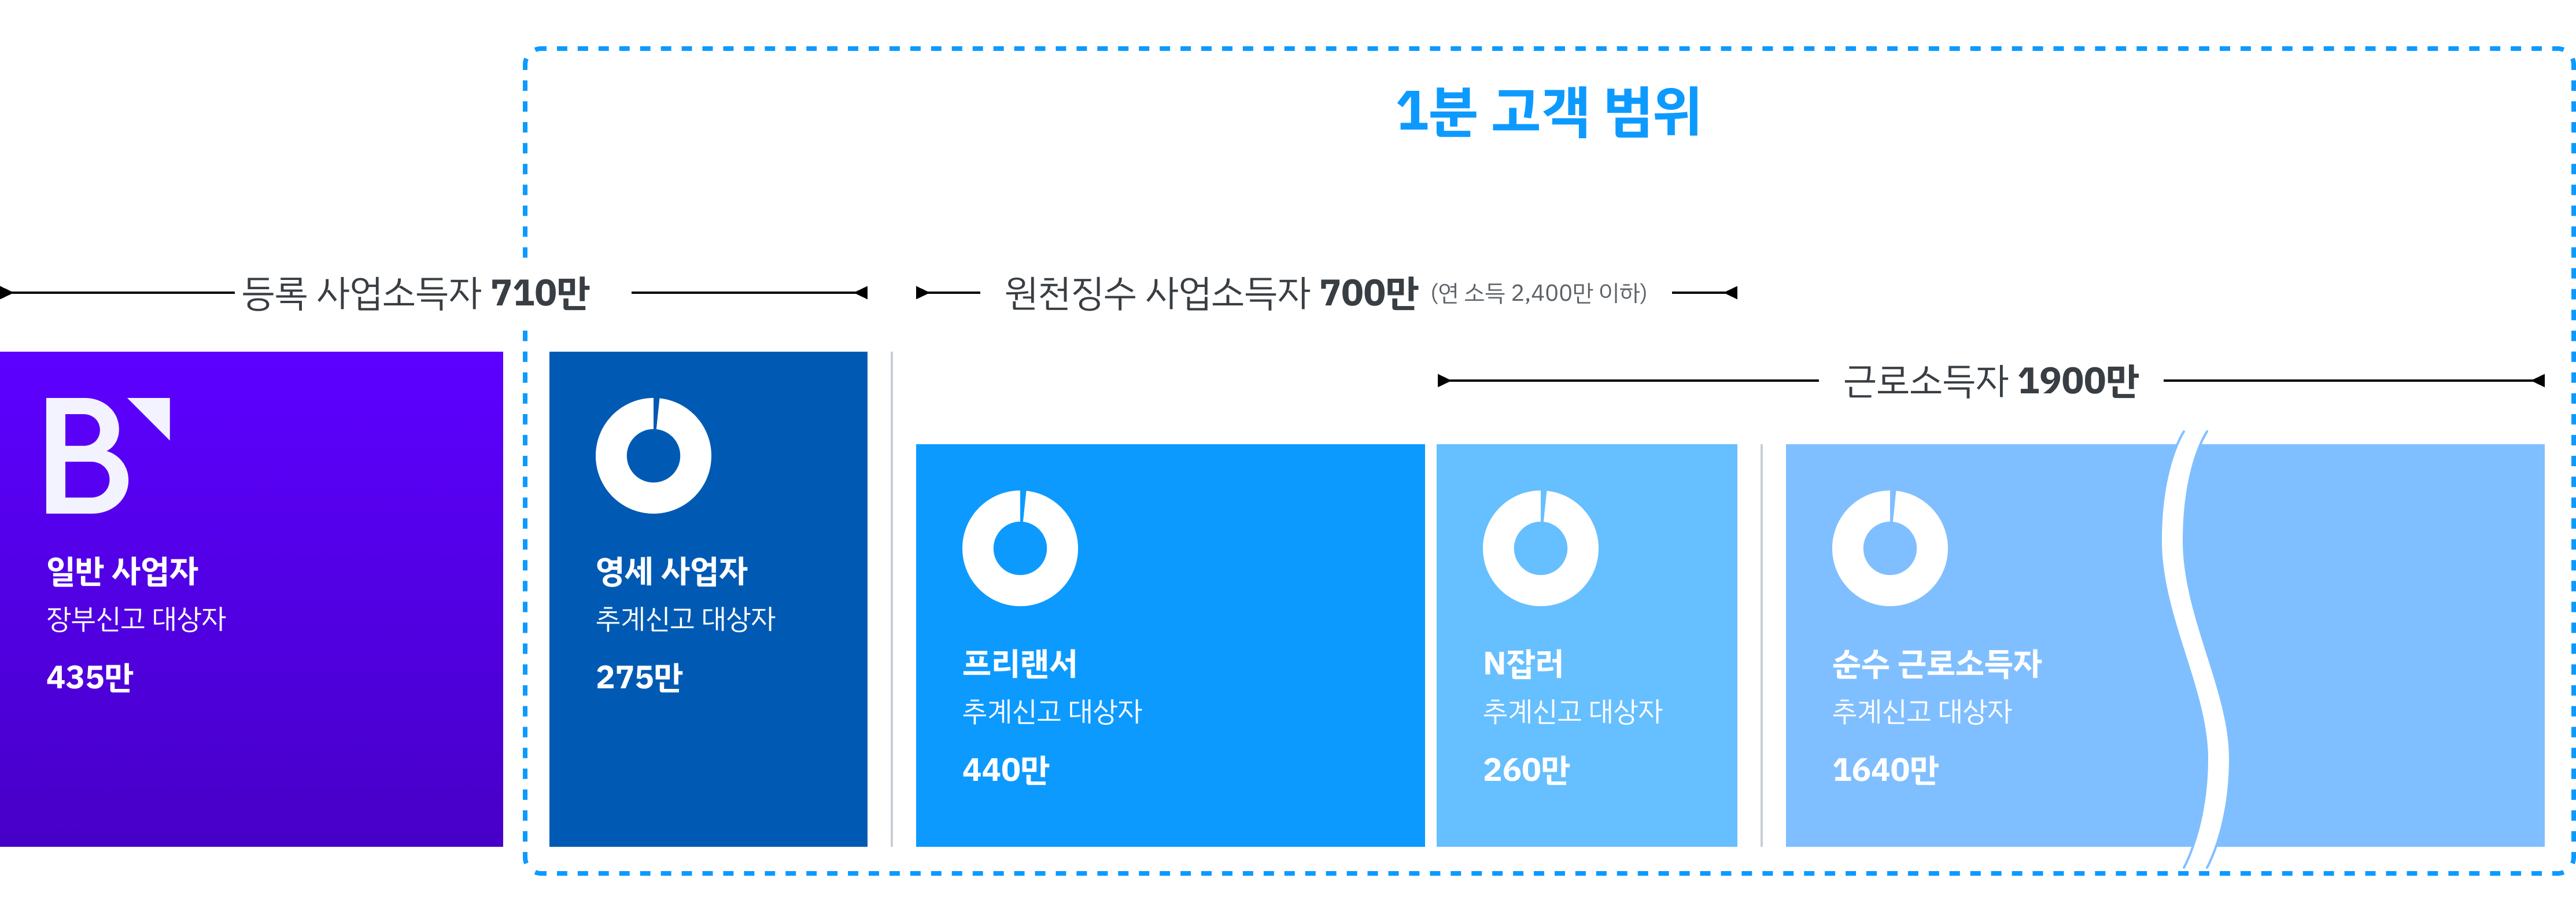 1분 고객 범위
등록 사업소득자 710만
원천징수 사업소득자 700만 (연 소득 2,400만 이하)
근로소득자 1900만
B
일반 사업자
장부신고 대상자
435만
영세 사업자
추계신고 대상자
275만
프리랜서
추계신고 대상자
440만
N잡러
추계신고 대상자
260만
순수 근로소득자
추계신고 대상자
1640만